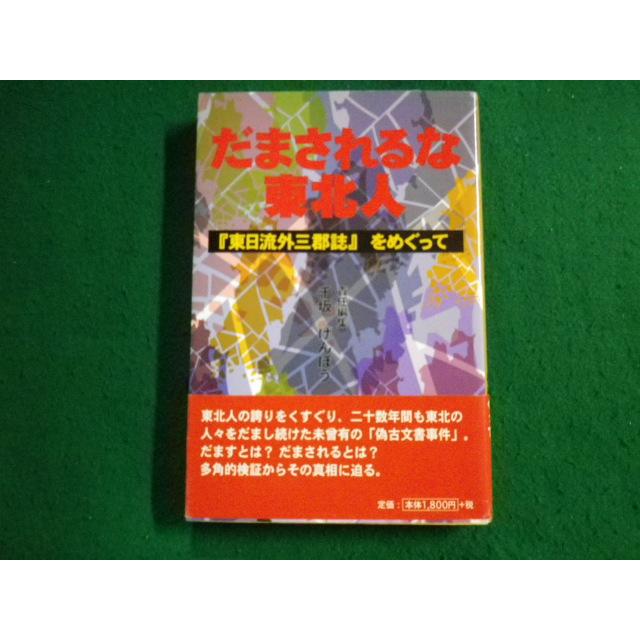 だまされるな
東北人
『東日流外三郡誌』をめぐって
責任編集
千坂 げんぽう
東北人の誇りをくすぐり、二十数年間も東北の
人々をだまし続けた未曾有の「偽古文書事件」。
だますとは? だまされるとは?
多角的検証からその真相に迫る。
定価:本体1,800円+税